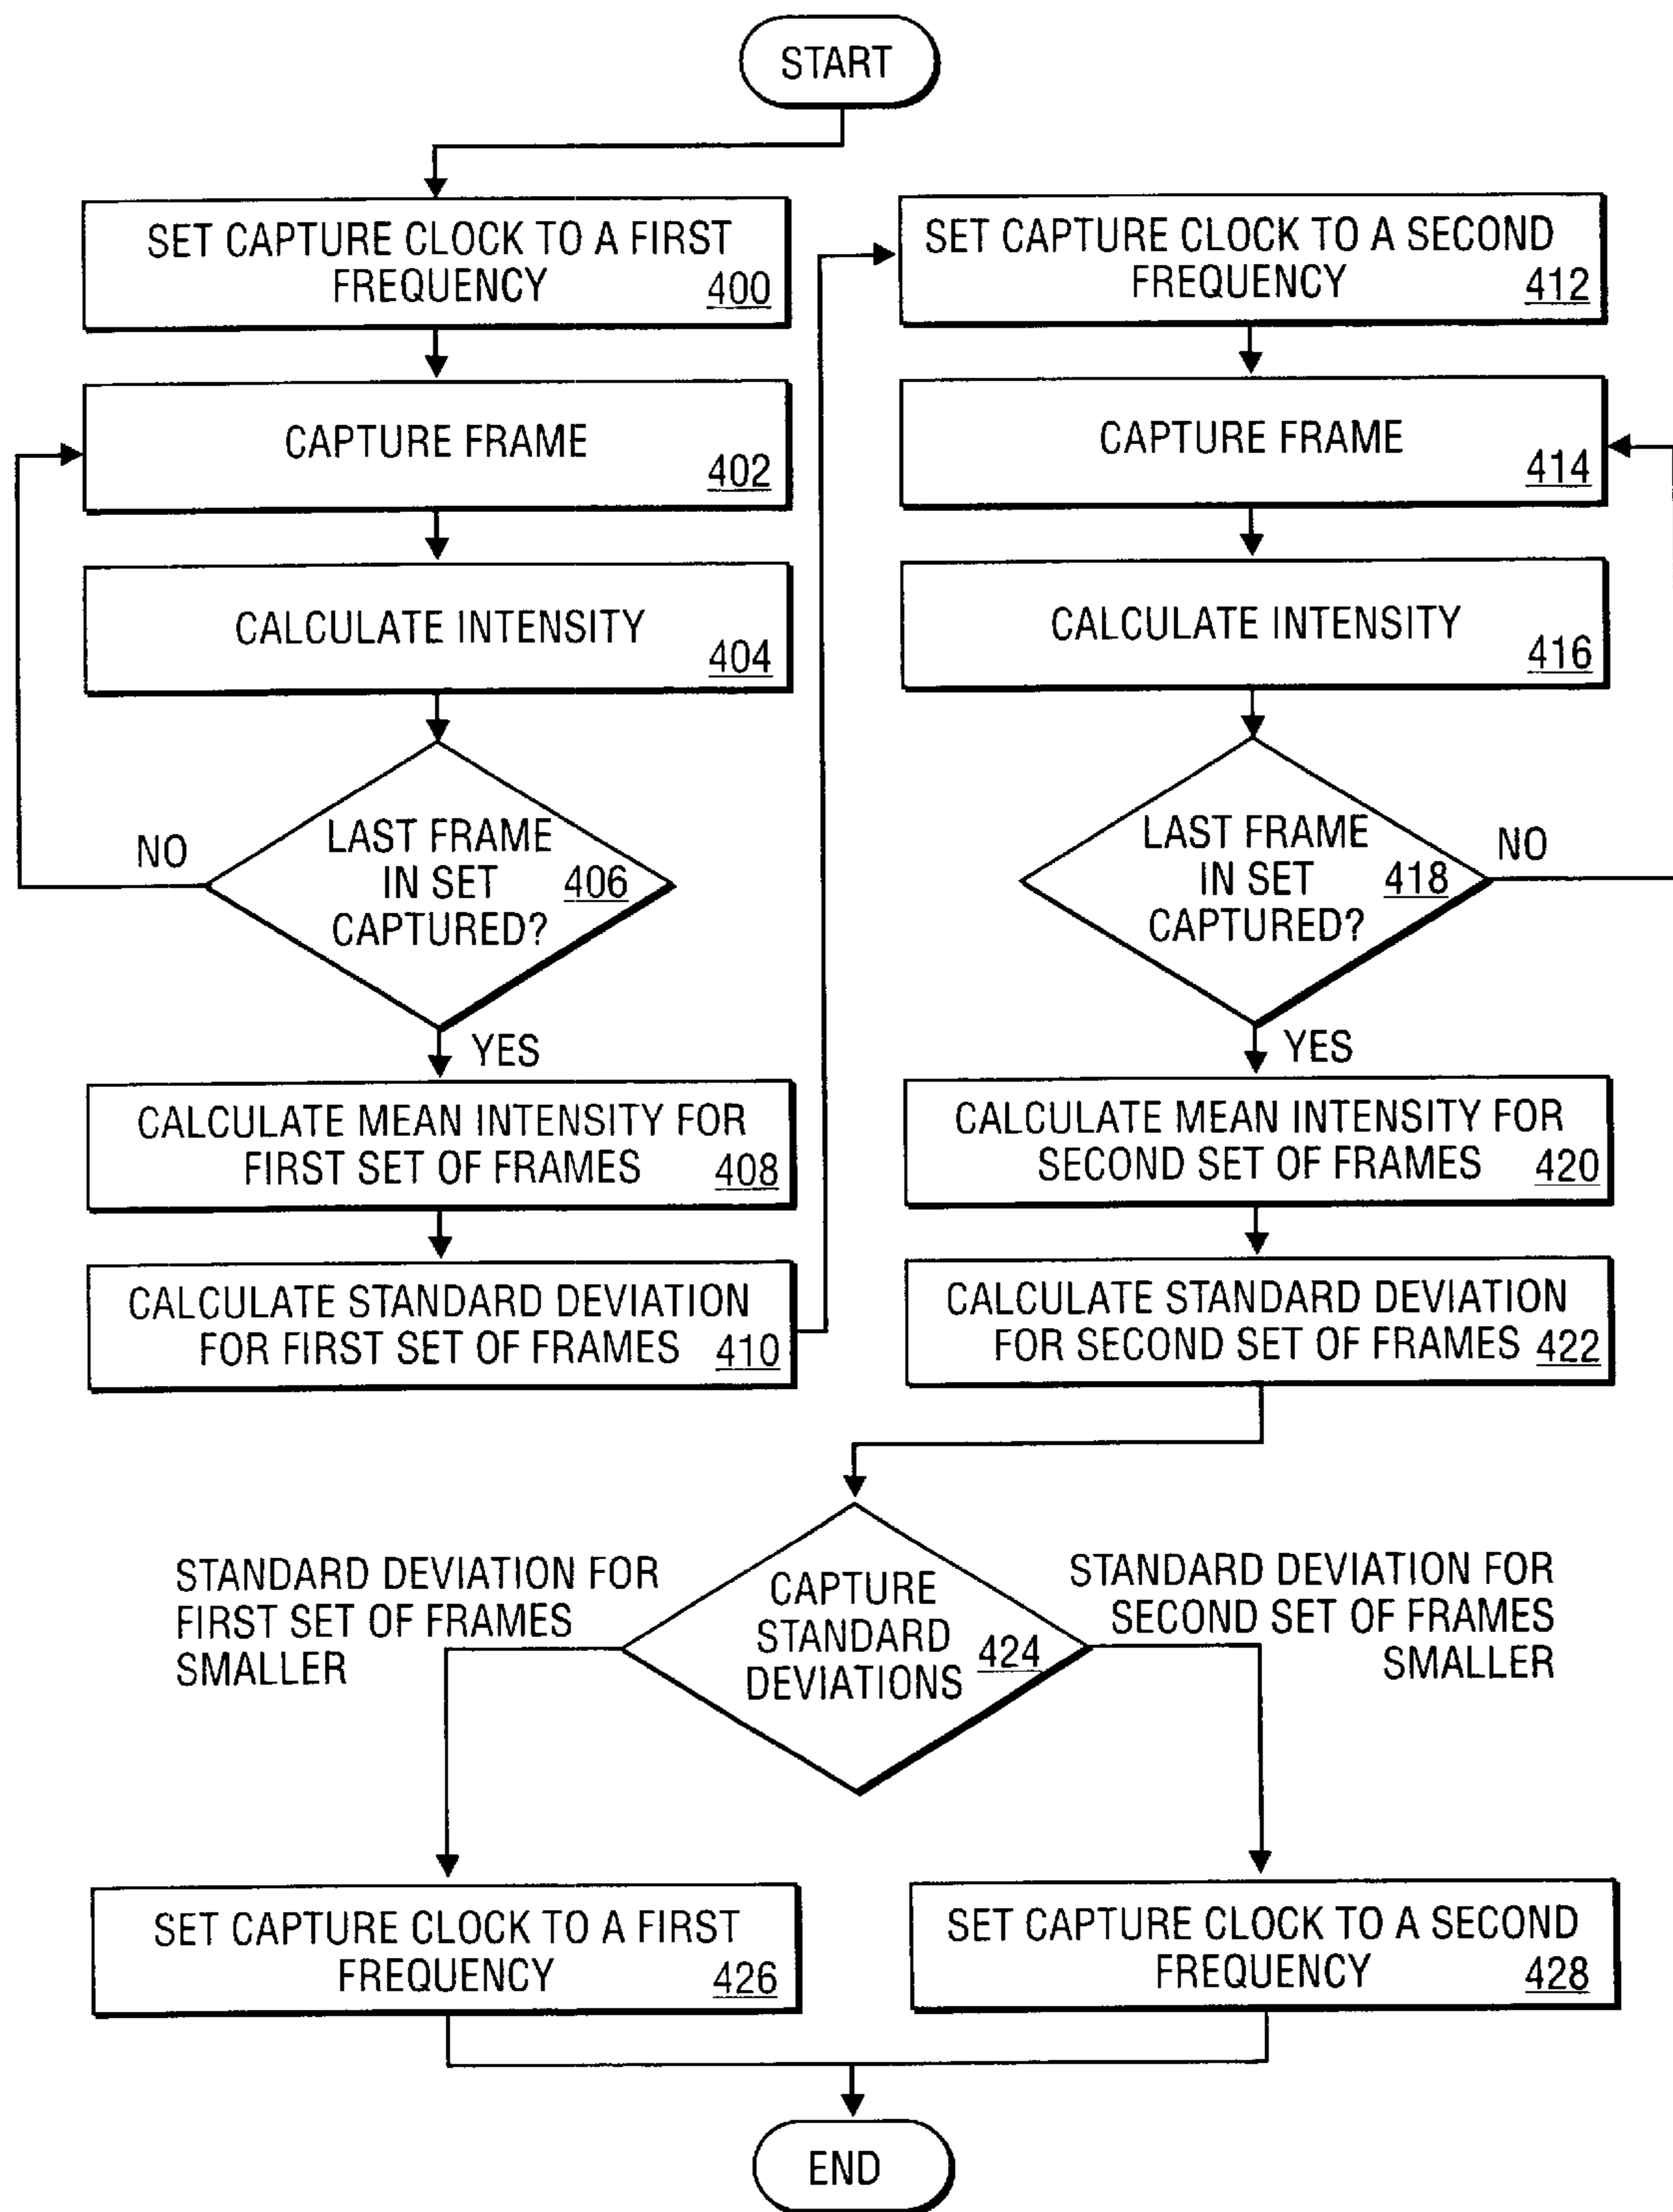 START
SET CAPTURE CLOCK TO A FIRST
FREQUENCY
400
CAPTURE FRAME
402
CALCULATE INTENSITY
404
LAST FRAME
IN SET
CAPTURED?
406
NO
YES
CALCULATE MEAN INTENSITY FOR
FIRST SET OF FRAMES
408
CALCULATE STANDARD DEVIATION
FOR FIRST SET OF FRAMES
410
SET CAPTURE CLOCK TO A SECOND
FREQUENCY
412
CAPTURE FRAME
414
CALCULATE INTENSITY
416
LAST FRAME
IN SET
CAPTURED?
418
NO
YES
CALCULATE MEAN INTENSITY FOR
SECOND SET OF FRAMES
420
CALCULATE STANDARD DEVIATION
FOR SECOND SET OF FRAMES
422
CAPTURE
STANDARD
DEVIATIONS
424
STANDARD DEVIATION FOR
FIRST SET OF FRAMES
SMALLER
STANDARD DEVIATION FOR
SECOND SET OF FRAMES
SMALLER
SET CAPTURE CLOCK TO A FIRST
FREQUENCY
426
SET CAPTURE CLOCK TO A SECOND
FREQUENCY
428
END